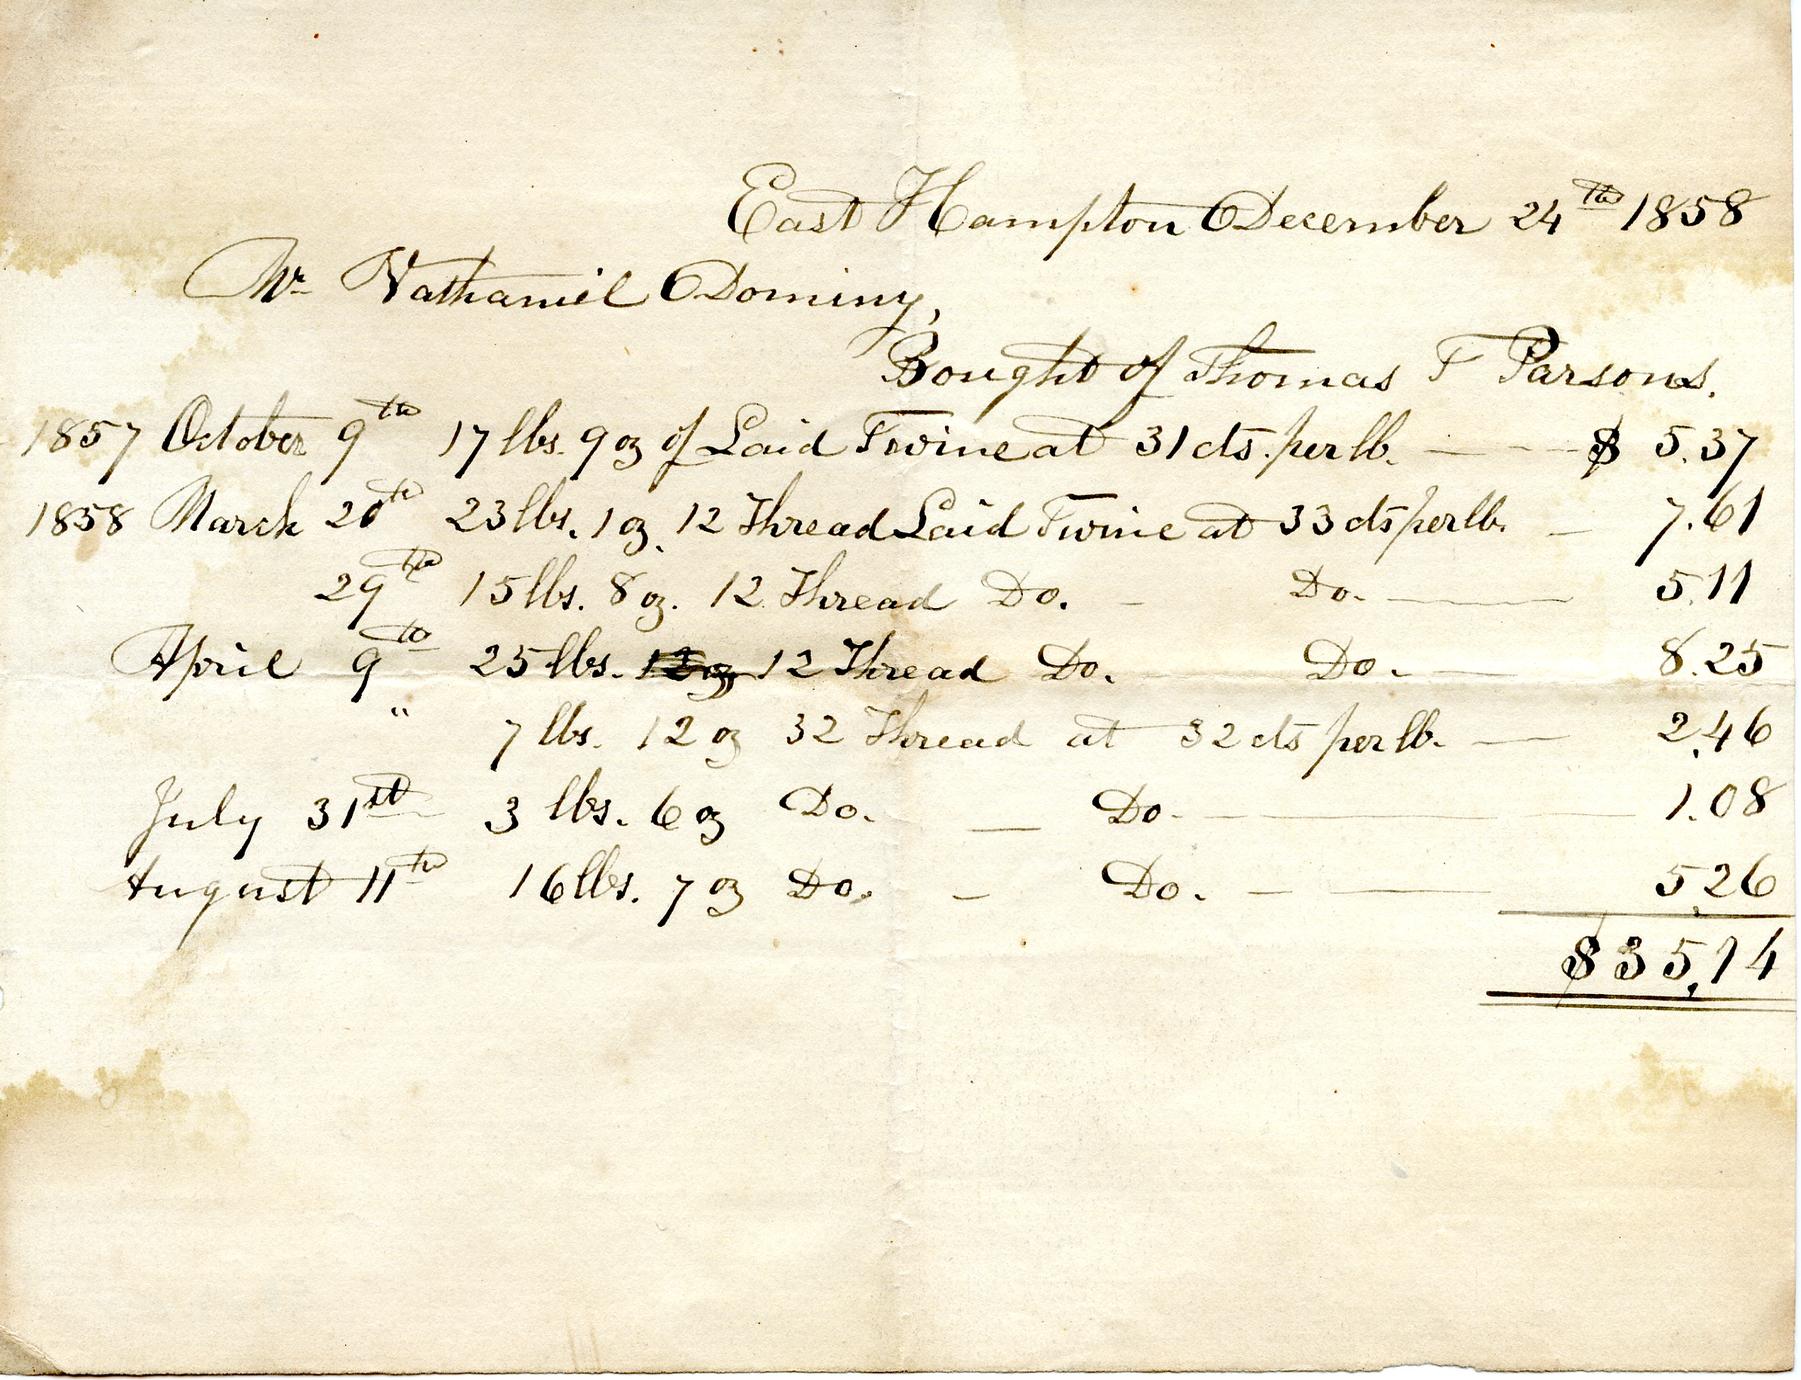 East Hampton December 24th 1858
Mr Nathaniel Dominy,
Bought of Thomas T Parsons.
1857 October 9th 17 lbs. 9 oz of Laid Twine at 31 cts. per lb. — - - - $ 5.37
1858 March 20th 23 lbs. 1 oz. 12 Thread Laid Twine at 33 cts per lb. — 7.61
29th 15 lbs. 8 oz. 12 Thread Do. - Do. — 5.11
April 9th 25 lbs. 12 oz 12 Thread Do. - Do. — 8.25
" 7 lbs. 12 oz 32 Thread at 32 cts per lb. — 2.46
July 31st 3 lbs. 6 oz Do. — Do. — 1.08
August 11th 16 lbs. 7 oz Do. - Do. — 5.26
$35,14